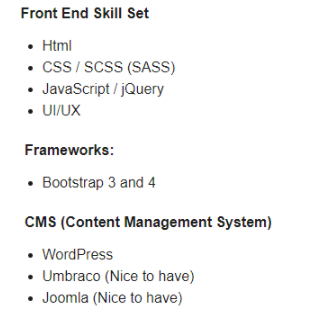 Front End Skill Set
Html
CSS / SCSS (SASS)
JavaScript / jQuery
UI/UX
Frameworks:
Bootstrap 3 and 4
CMS (Content Management System)
WordPress
Umbraco (Nice to have)
Joomla (Nice to have)